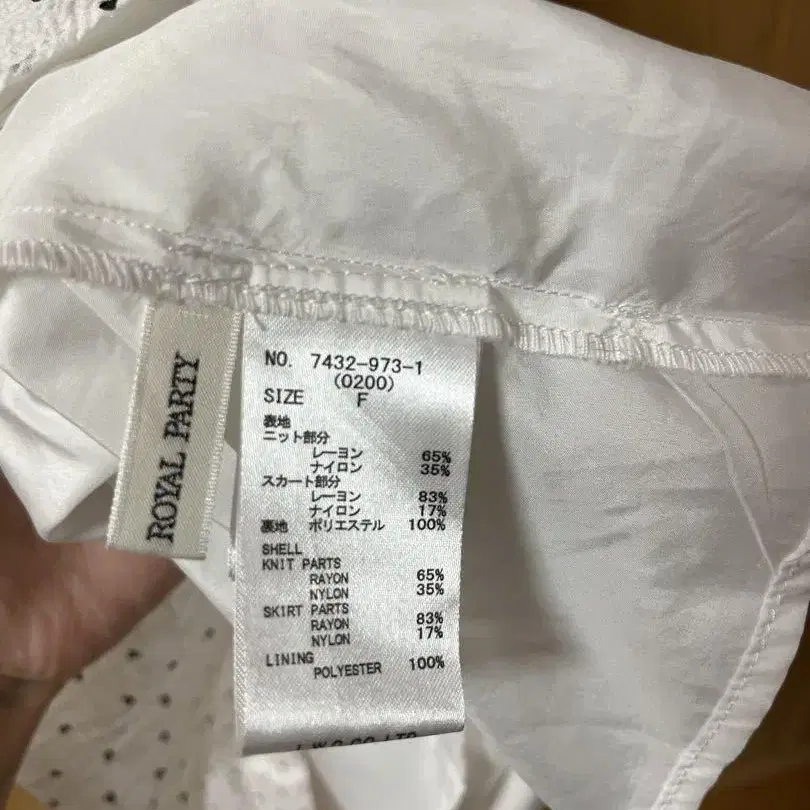 ROYAL PARTY
NO. 7432-973-1
(0200)
SIZE F
表地
ニット部分
レーヨン 65%
ナイロン 35%
スカート部分
レーヨン 83%
ナイロン 17%
裏地 ポリエステル 100%
SHELL
KNIT PARTS
RAYON 65%
NYLON 35%
SKIRT PARTS
RAYON 83%
NYLON 17%
LINING
POLYESTER 100%
CO.LTD